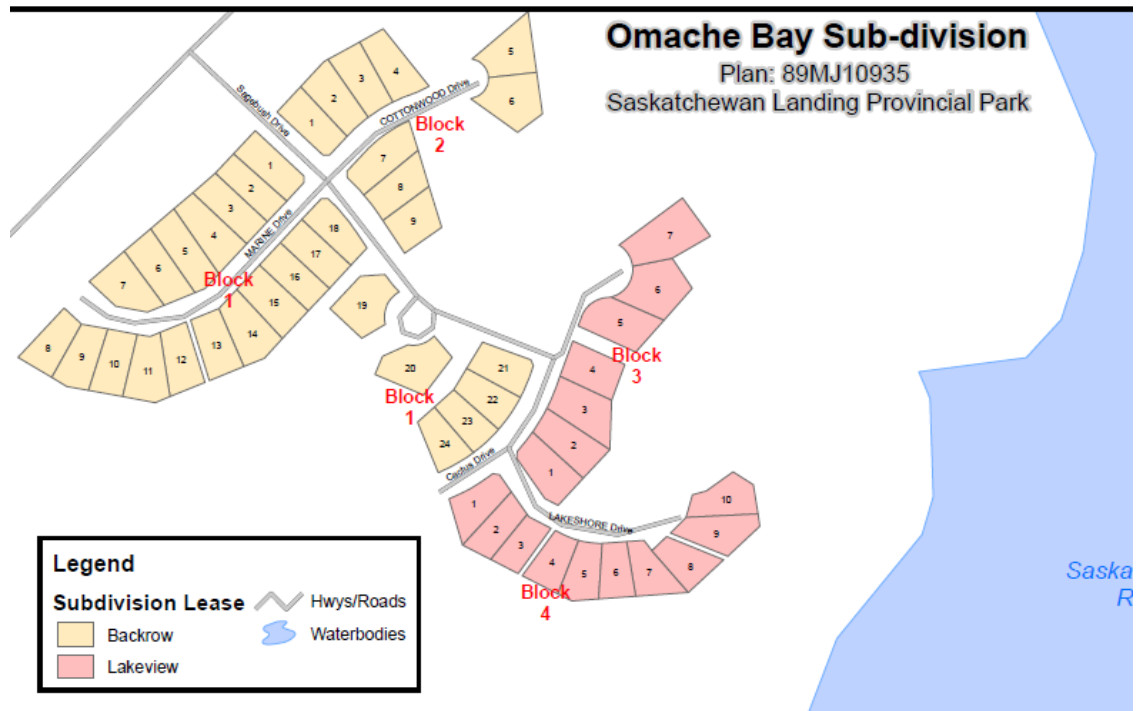 Omache Bay Sub-division
Plan: 89MJ10935
Saskatchewan Landing Provincial Park
Sagebush Drive
COTTONWOOD Drive
Block
2
1
2
3
4
5
6
7
8
9
MARINE Drive
Block
1
1
2
3
4
5
6
7
8
9
10
11
12
13
14
15
16
17
18
19
20
Block
1
21
22
23
24
Cactus Drive
7
6
5
Block
3
4
3
2
1
LAKESHORE Drive
1
2
3
4
5
6
7
8
9
10
Block
4
Saska
R
Legend
Subdivision Lease
Backrow
Lakeview
Hwys/Roads
Waterbodies